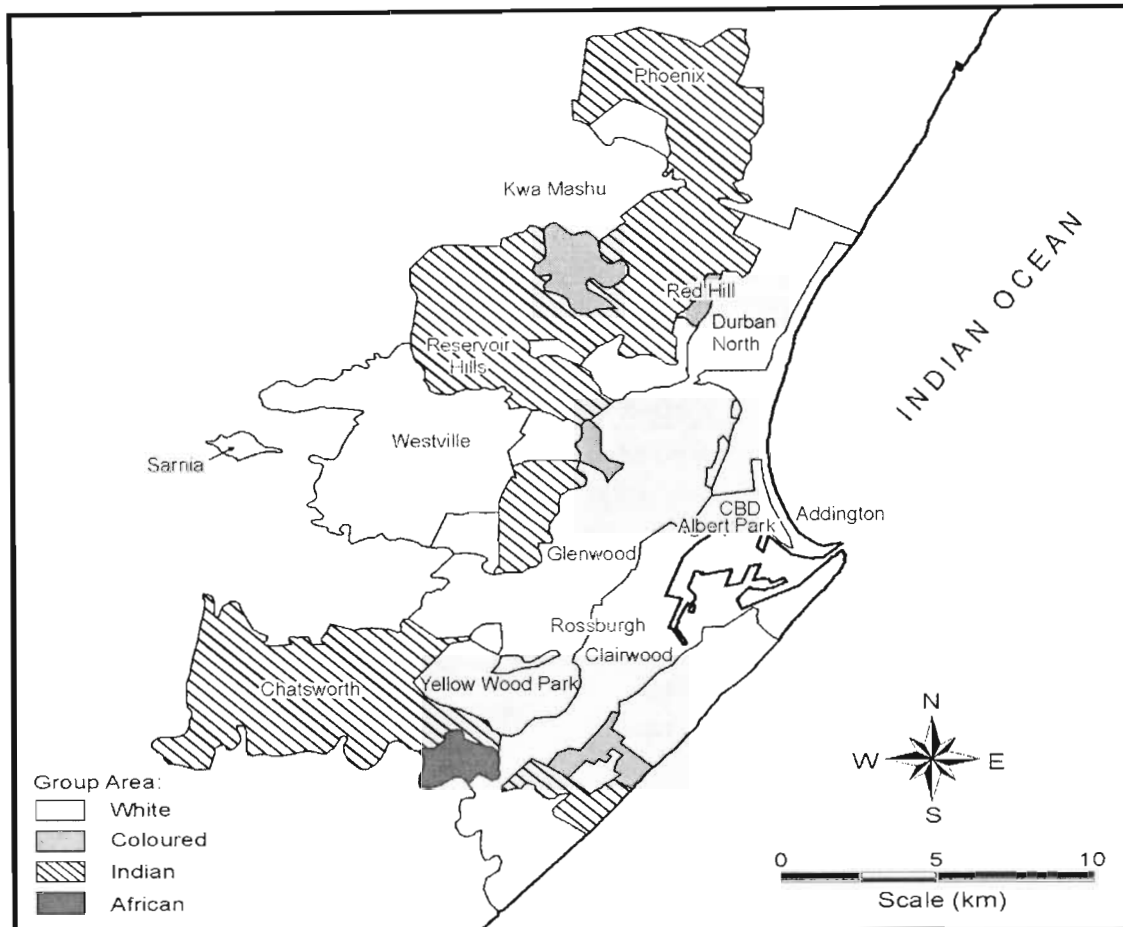 Phoenix
Kwa Mashu
Red Hill
Durban
North
Reservoir
Hills
Westville
Sarnia
INDIAN OCEAN
CBD
Addington
Albert Park
Glenwood
Rossburgh
Clairwood
Chatsworth
Yellow Wood Park
N
W
E
S
Group Area:
White
Coloured
Indian
African
0 5 10
Scale (km)